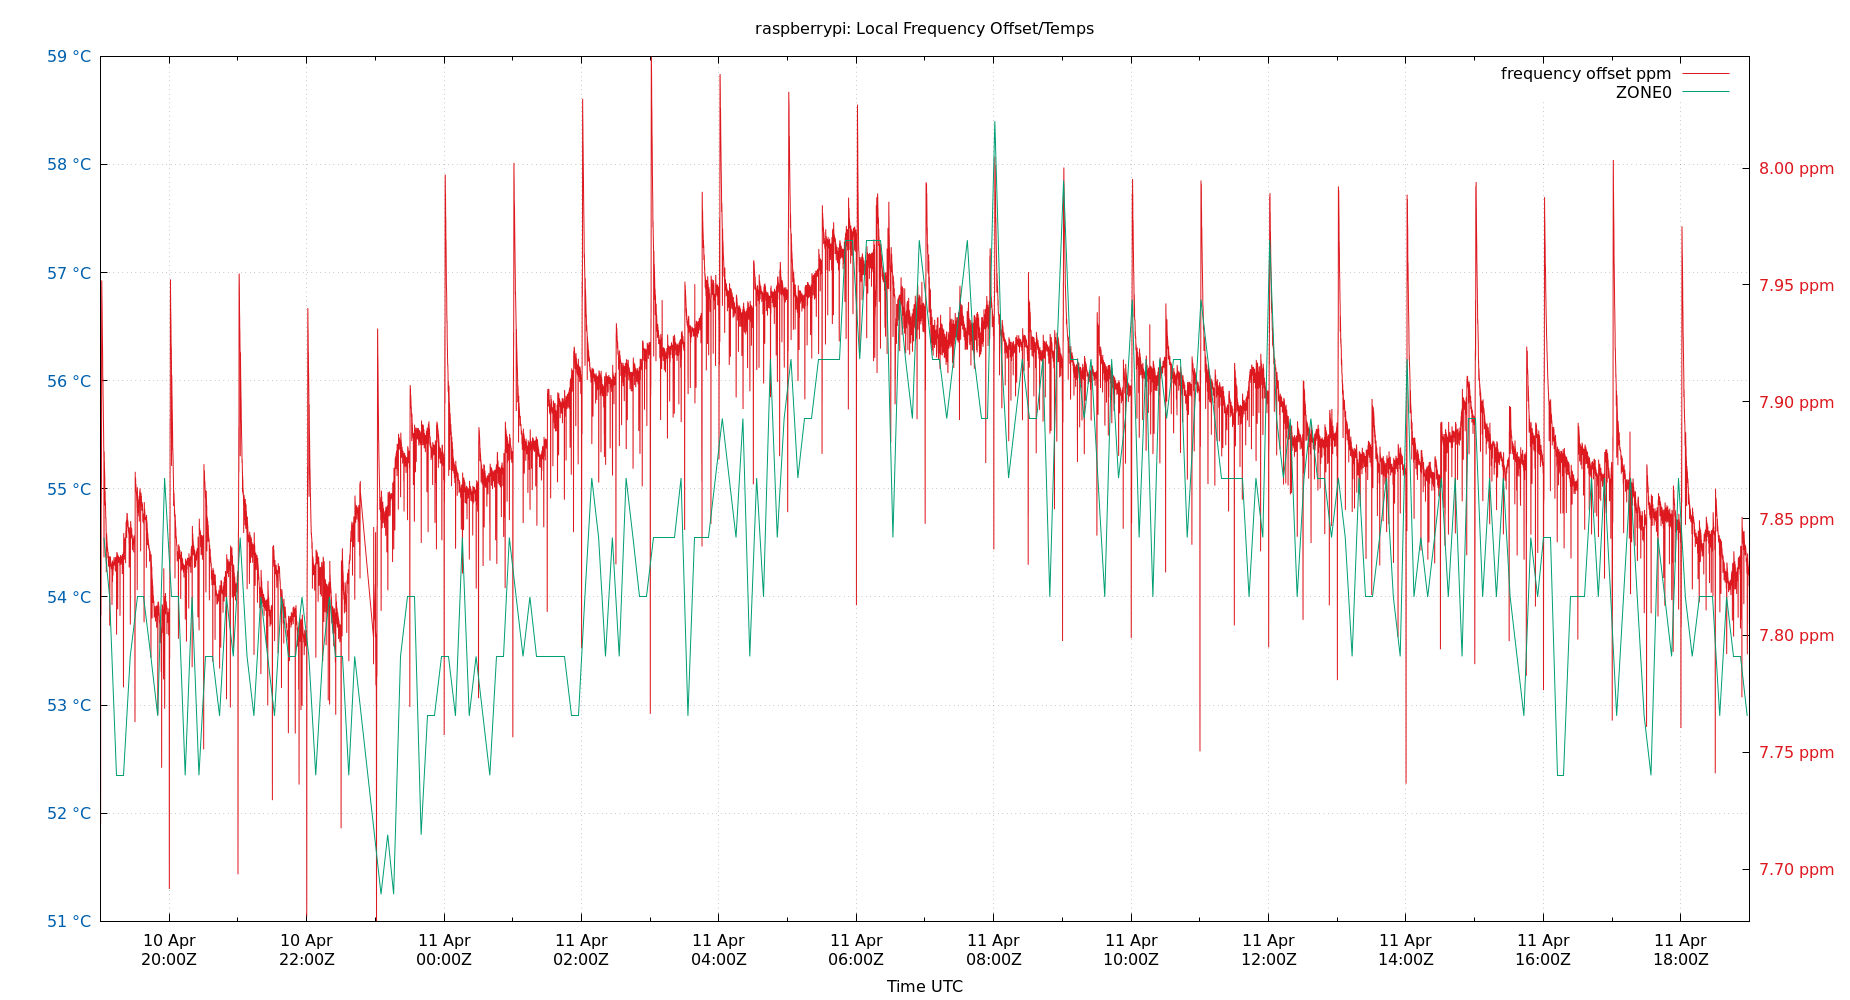 raspberrypi: Local Frequency Offset/Temps
frequency offset ppm
ZONE0
59 °C
58 °C
57 °C
56 °C
55 °C
54 °C
53 °C
52 °C
51 °C
8.00 ppm
7.95 ppm
7.90 ppm
7.85 ppm
7.80 ppm
7.75 ppm
7.70 ppm
10 Apr
20:00Z
10 Apr
22:00Z
11 Apr
00:00Z
11 Apr
02:00Z
11 Apr
04:00Z
11 Apr
06:00Z
11 Apr
08:00Z
11 Apr
10:00Z
11 Apr
12:00Z
11 Apr
14:00Z
11 Apr
16:00Z
11 Apr
18:00Z
Time UTC